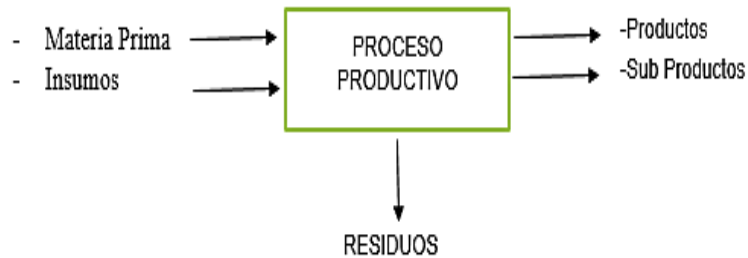 - Materia Prima
- Insumos
PROCESO
PRODUCTIVO
-Productos
-Sub Productos
RESIDUOS